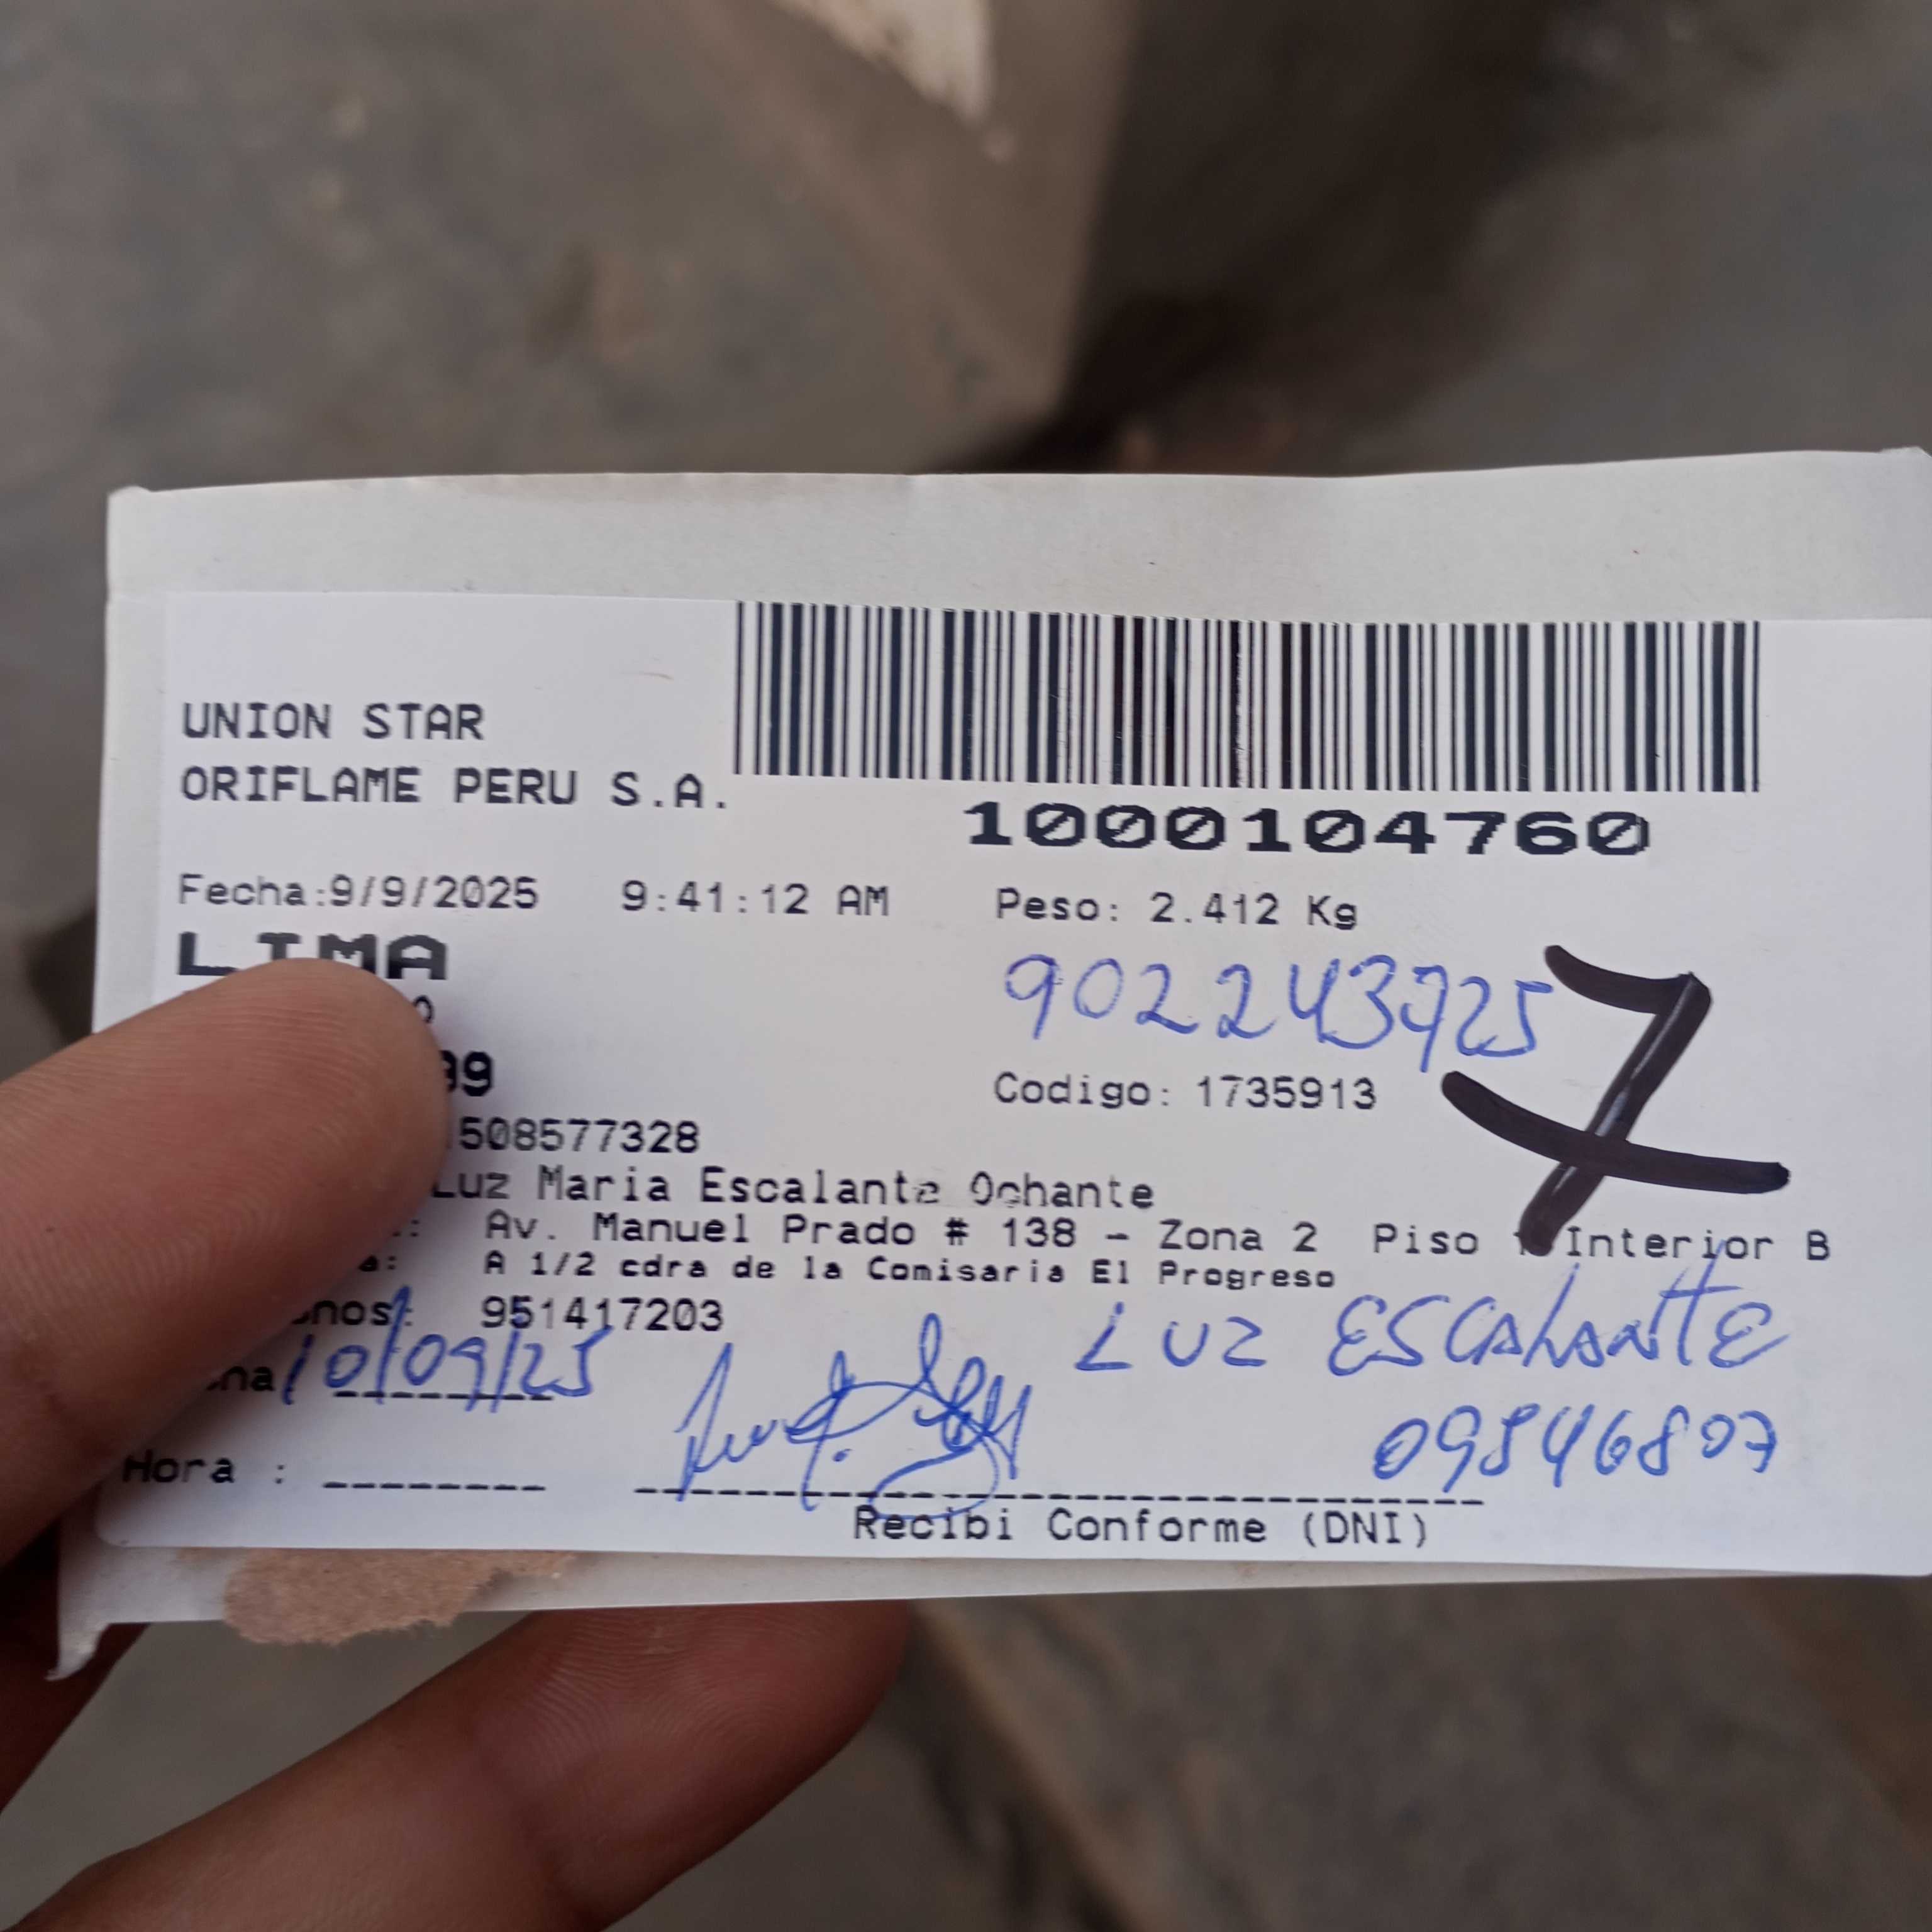 UNION STAR
ORIFLAME PERU S.A.
1000104760
Fecha:9/9/2025 9:41:12 AM Peso: 2.412 Kg
LIMA
902243725
7
99
Codigo: 1735913
508577328
Luz Maria Escalante Ochante
Av. Manuel Prado # 138 - Zona 2 Piso Interior B
A 1/2 cdra de la Comisaria El Progreso
951417203
LUZ ESCALANTE
10/09/25
09846807
Hora :
Recibi Conforme (DNI)